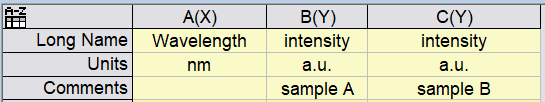 A-Z A(X) B(Y) C(Y)
Long Name Wavelength intensity intensity
Units nm a.u. a.u.
Comments sample A sample B